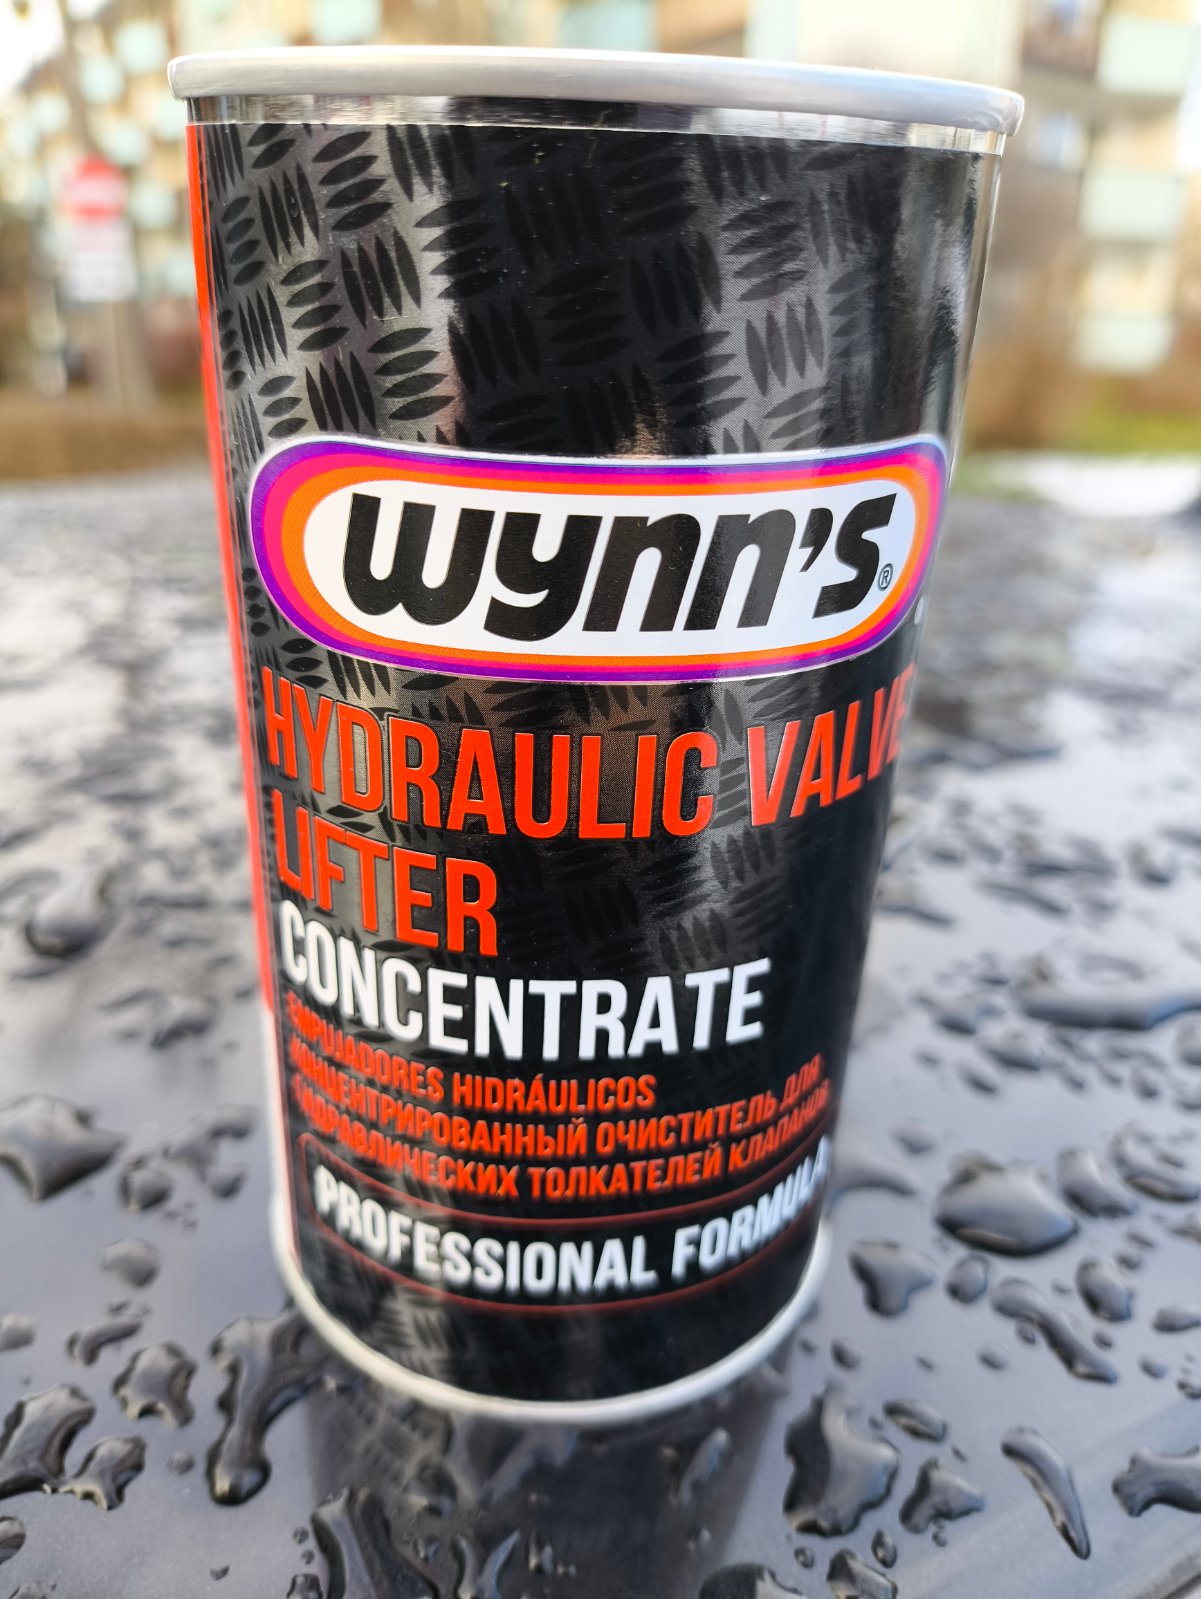 wynn's®
HYDRAULIC VALVE
LIFTER
CONCENTRATE
EMPUJADORES HIDRÁULICOS
КОНЦЕНТРИРОВАННЫЙ ОЧИСТИТЕЛЬ ДЛЯ
ГИДРАВЛИЧЕСКИХ ТОЛКАТЕЛЕЙ КЛАПАНОВ
PROFESSIONAL FORMULA